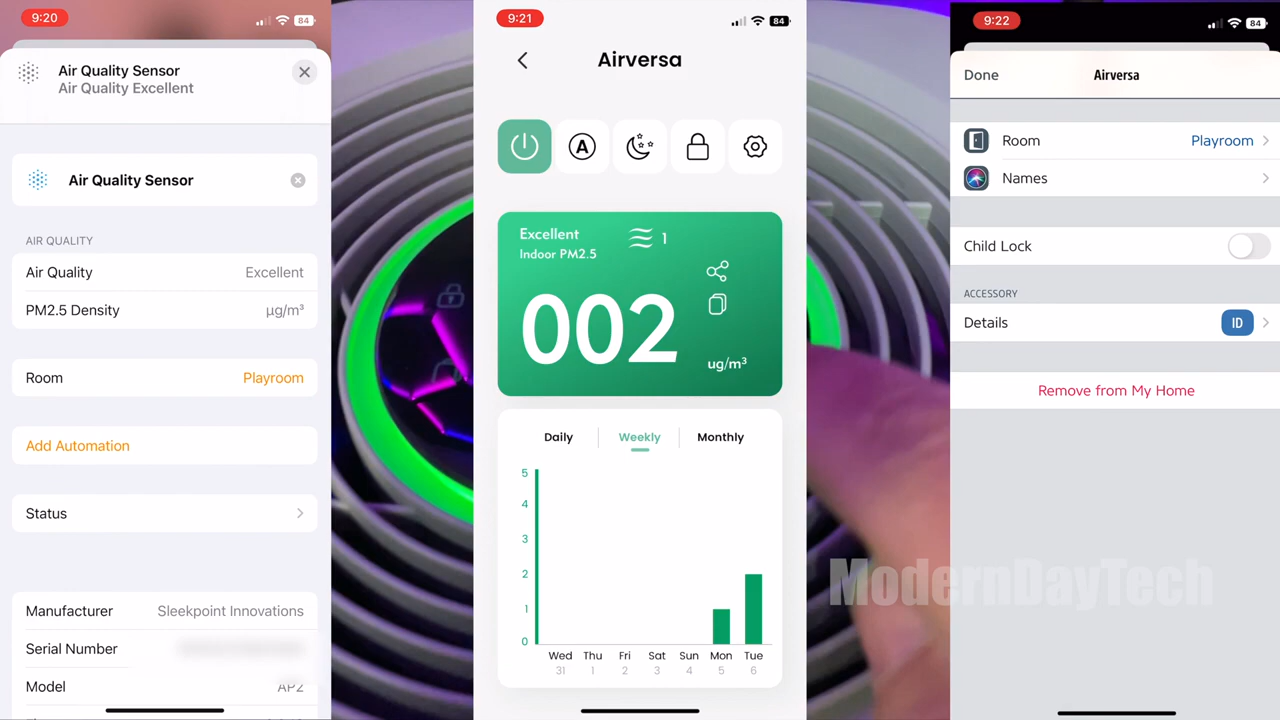 9:20
84
Air Quality Sensor
Air Quality Excellent
Air Quality Sensor
AIR QUALITY
Air Quality Excellent
PM2.5 Density µg/m³
Room Playroom
Add Automation
Status
Manufacturer Sleekpoint Innovations
Serial Number
Model AP2
9:21
84
Airversa
A
Excellent
1
Indoor PM2.5
002
ug/m³
Daily Weekly Monthly
5
4
3
2
1
0
Wed Thu Fri Sat Sun Mon Tue
31 1 2 3 4 5 6
9:22
84
Done Airversa
Room Playroom
Names
Child Lock
ACCESSORY
Details ID
Remove from My Home
ModernDayTech